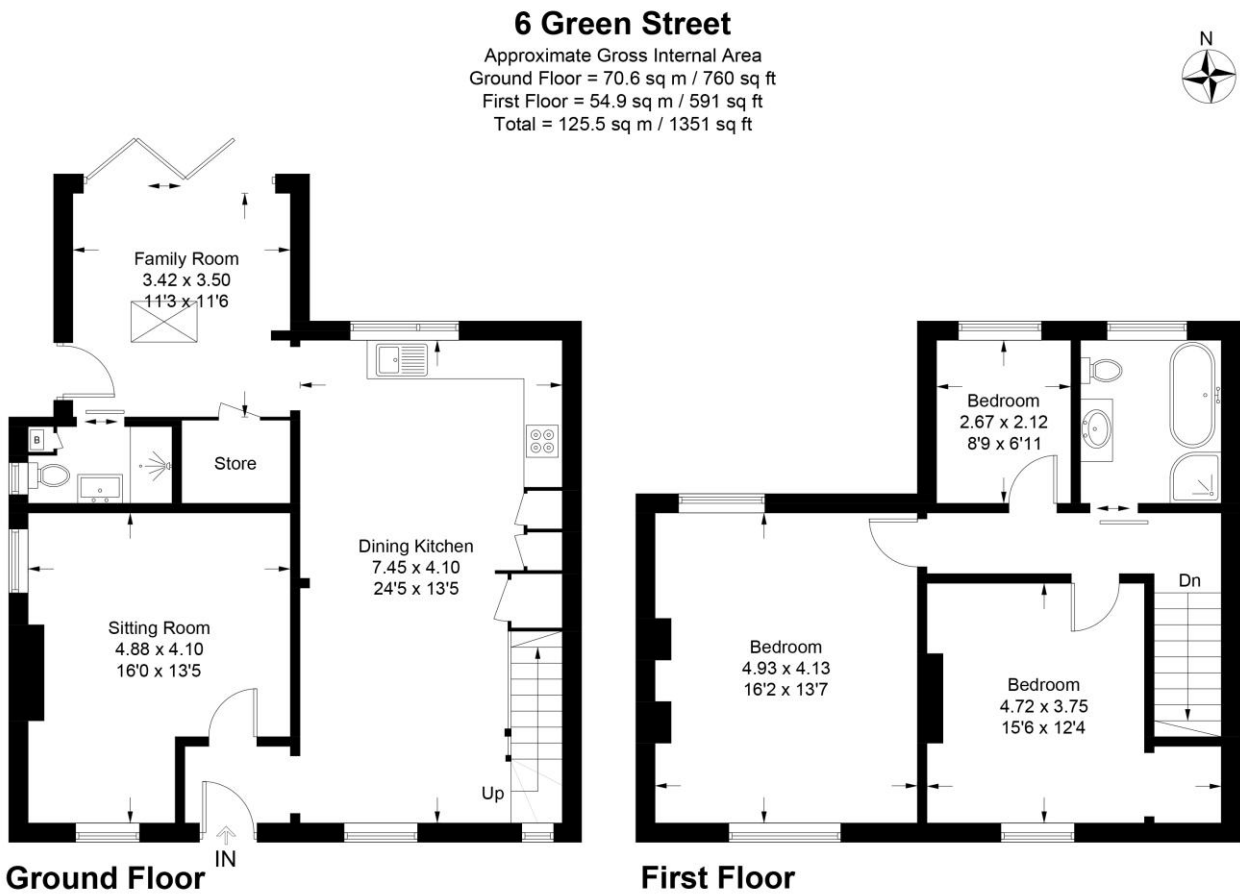 6 Green Street
Approximate Gross Internal Area
Ground Floor = 70.6 sq m / 760 sq ft
First Floor = 54.9 sq m / 591 sq ft
Total = 125.5 sq m / 1351 sq ft
N
Family Room
3.42 x 3.50
11'3 x 11'6
B
Store
Dining Kitchen
7.45 x 4.10
24'5 x 13'5
Sitting Room
4.88 x 4.10
16'0 x 13'5
Up
IN
Ground Floor
Bedroom
2.67 x 2.12
8'9 x 6'11
Dn
Bedroom
4.93 x 4.13
16'2 x 13'7
Bedroom
4.72 x 3.75
15'6 x 12'4
First Floor